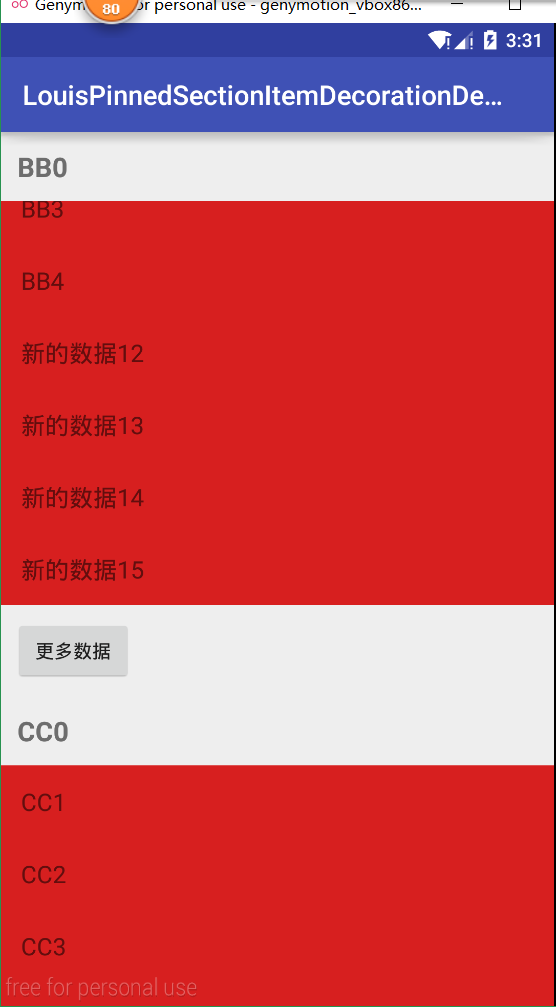 Genym
or personal use - genymotion_vbox86...
80
3:31
LouisPinnedSectionItemDecorationDe...
BB0
BB3
BB4
新的数据12
新的数据13
新的数据14
新的数据15
更多数据
CC0
CC1
CC2
CC3
free for personal use